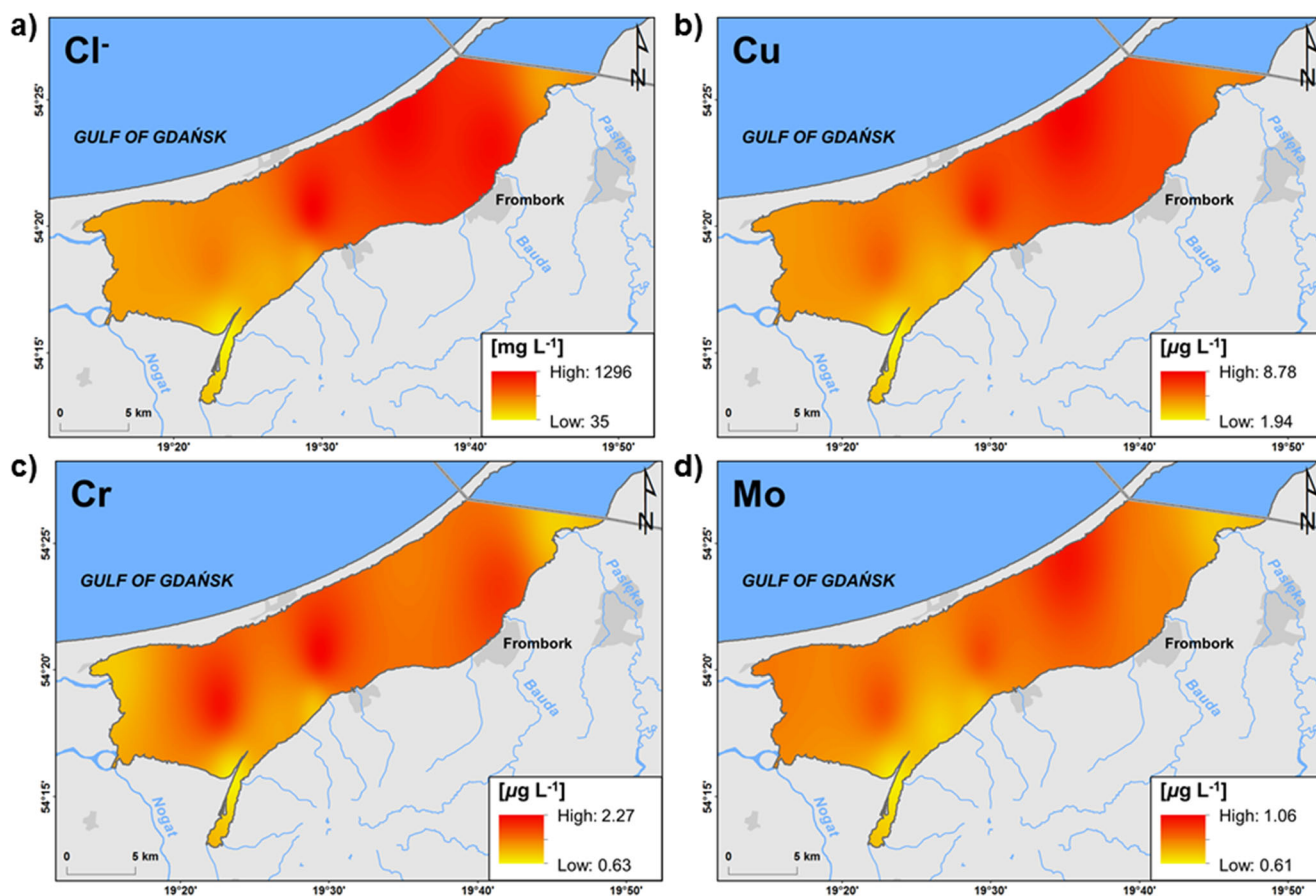 a)
Cl-
GULF OF GDAŃSK
N
54°25'
54°20'
54°15'
Frombork
Pasłęka
Bauda
Nogat
[mg L-1]
High: 1296
Low: 35
0 5 km
19°20' 19°30' 19°40' 19°50'
b)
Cu
GULF OF GDAŃSK
N
54°25'
54°20'
54°15'
Frombork
Pasłęka
Bauda
Nogat
[µg L-1]
High: 8.78
Low: 1.94
0 5 km
19°20' 19°30' 19°40' 19°50'
c)
Cr
GULF OF GDAŃSK
N
54°25'
54°20'
54°15'
Frombork
Pasłęka
Bauda
Nogat
[µg L-1]
High: 2.27
Low: 0.63
0 5 km
19°20' 19°30' 19°40' 19°50'
d)
Mo
GULF OF GDAŃSK
N
54°25'
54°20'
54°15'
Frombork
Pasłęka
Bauda
Nogat
[µg L-1]
High: 1.06
Low: 0.61
0 5 km
19°20' 19°30' 19°40' 19°50'